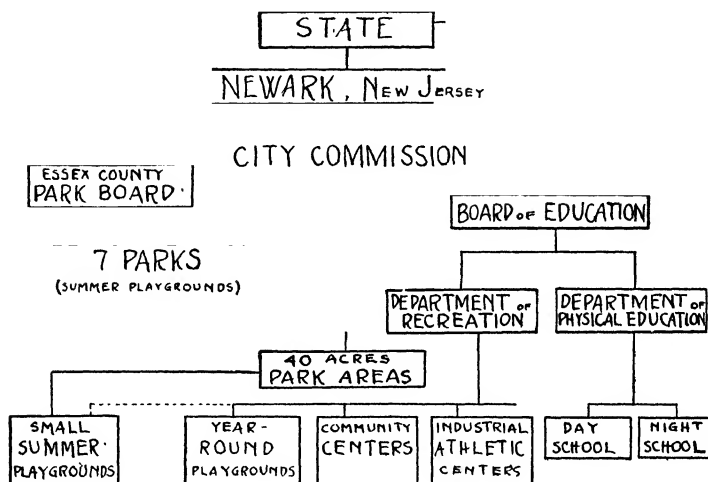 STATE
NEWARK, NEW JERSEY
CITY COMMISSION
ESSEX COUNTY
PARK BOARD
BOARD OF EDUCATION
7 PARKS
(SUMMER PLAYGROUNDS)
DEPARTMENT OF
RECREATION
DEPARTMENT OF
PHYSICAL EDUCATION
40 ACRES
PARK AREAS
SMALL
SUMMER
PLAYGROUNDS
YEAR-
ROUND
PLAYGROUNDS
COMMUNITY
CENTERS
INDUSTRIAL
ATHLETIC
CENTERS
DAY
SCHOOL
NIGHT
SCHOOL